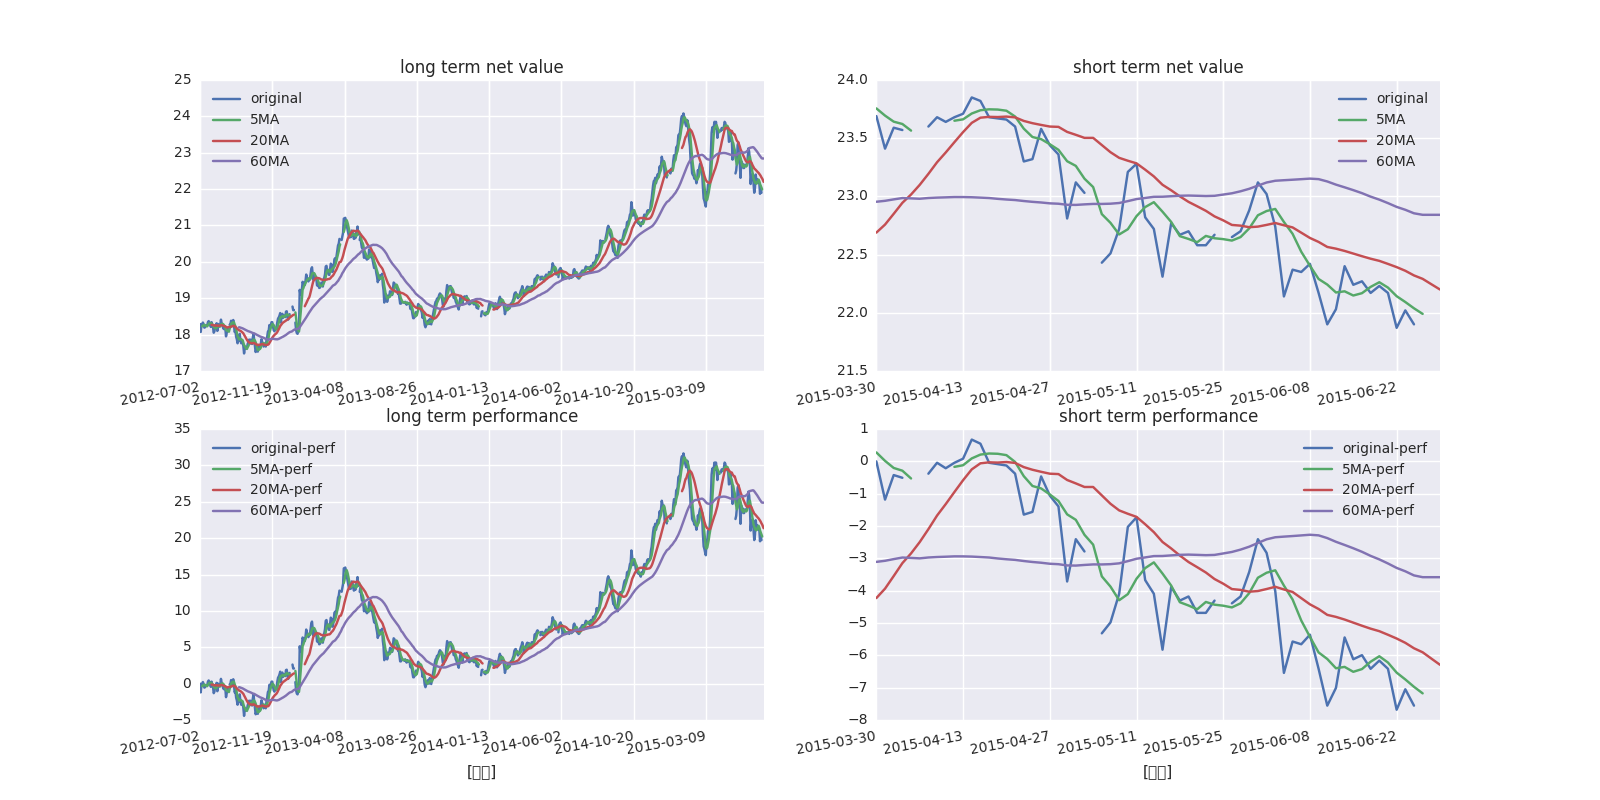 long term net value
25
24
23
22
21
20
19
18
17
original
5MA
20MA
60MA
2012-07-02 2012-11-19 2013-04-08 2013-08-26 2014-01-13 2014-06-02 2014-10-20 2015-03-09
short term net value
24.0
23.5
23.0
22.5
22.0
21.5
original
5MA
20MA
60MA
2015-03-30 2015-04-13 2015-04-27 2015-05-11 2015-05-25 2015-06-08 2015-06-22
long term performance
35
30
25
20
15
10
5
0
−5
original-perf
5MA-perf
20MA-perf
60MA-perf
2012-07-02 2012-11-19 2013-04-08 2013-08-26 2014-01-13 2014-06-02 2014-10-20 2015-03-09
short term performance
1
0
−1
−2
−3
−4
−5
−6
−7
−8
original-perf
5MA-perf
20MA-perf
60MA-perf
2015-03-30 2015-04-13 2015-04-27 2015-05-11 2015-05-25 2015-06-08 2015-06-22